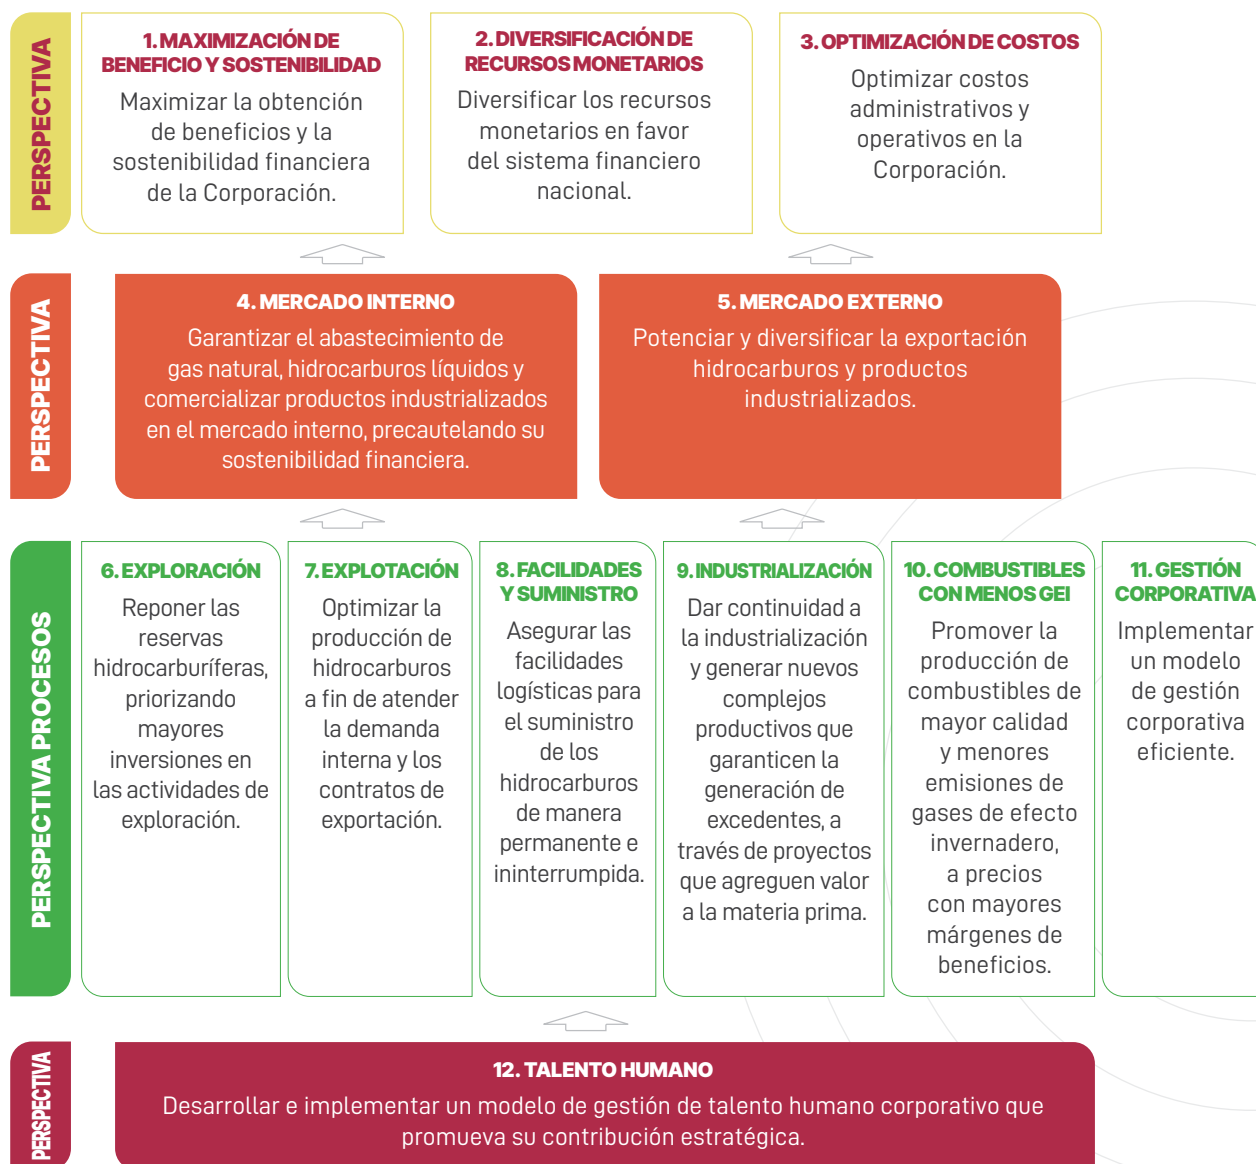 PERSPECTIVA
1. MAXIMIZACIÓN DE
BENEFICIO Y SOSTENIBILIDAD
Maximizar la obtención
de beneficios y la
sostenibilidad financiera
de la Corporación.
2. DIVERSIFICACIÓN DE
RECURSOS MONETARIOS
Diversificar los recursos
monetarios en favor
del sistema financiero
nacional.
3. OPTIMIZACIÓN DE COSTOS
Optimizar costos
administrativos y
operativos en la
Corporación.
PERSPECTIVA
4. MERCADO INTERNO
Garantizar el abastecimiento de
gas natural, hidrocarburos líquidos y
comercializar productos industrializados
en el mercado interno, precautelando su
sostenibilidad financiera.
5. MERCADO EXTERNO
Potenciar y diversificar la exportación
hidrocarburos y productos
industrializados.
PERSPECTIVA PROCESOS
6. EXPLORACIÓN
Reponer las
reservas
hidrocarburíferas,
priorizando
mayores
inversiones en
las actividades de
exploración.
7. EXPLOTACIÓN
Optimizar la
producción de
hidrocarburos
a fin de atender
la demanda
interna y los
contratos de
exportación.
8. FACILIDADES
Y SUMINISTRO
Asegurar las
facilidades
logísticas para
el suministro
de los
hidrocarburos
de manera
permanente e
ininterrumpida.
9. INDUSTRIALIZACIÓN
Dar continuidad a
la industrialización
y generar nuevos
complejos
productivos que
garanticen la
generación de
excedentes, a
través de proyectos
que agreguen valor
a la materia prima.
10. COMBUSTIBLES
CON MENOS GEI
Promover la
producción de
combustibles de
mayor calidad
y menores
emisiones de
gases de efecto
invernadero,
a precios
con mayores
márgenes de
beneficios.
11. GESTIÓN
CORPORATIVA
Implementar
un modelo
de gestión
corporativa
eficiente.
PERSPECTIVA
12. TALENTO HUMANO
Desarrollar e implementar un modelo de gestión de talento humano corporativo que
promueva su contribución estratégica.